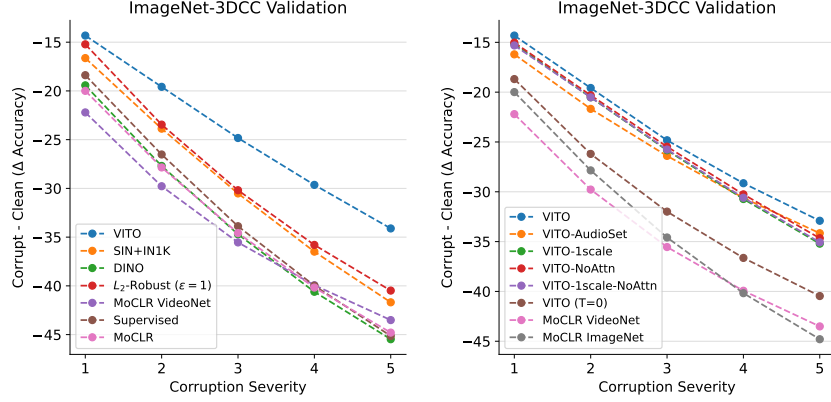 ImageNet-3DCC Validation
Corrupt - Clean (Δ Accuracy)
−15
−20
−25
−30
−35
−40
−45
VITO
SIN+IN1K
DINO
L₂-Robust (ε = 1)
MoCLR VideoNet
Supervised
MoCLR
1 2 3 4 5
Corruption Severity
ImageNet-3DCC Validation
Corrupt - Clean (Δ Accuracy)
−15
−20
−25
−30
−35
−40
−45
VITO
VITO-AudioSet
VITO-1scale
VITO-NoAttn
VITO-1scale-NoAttn
VITO (T=0)
MoCLR VideoNet
MoCLR ImageNet
1 2 3 4 5
Corruption Severity